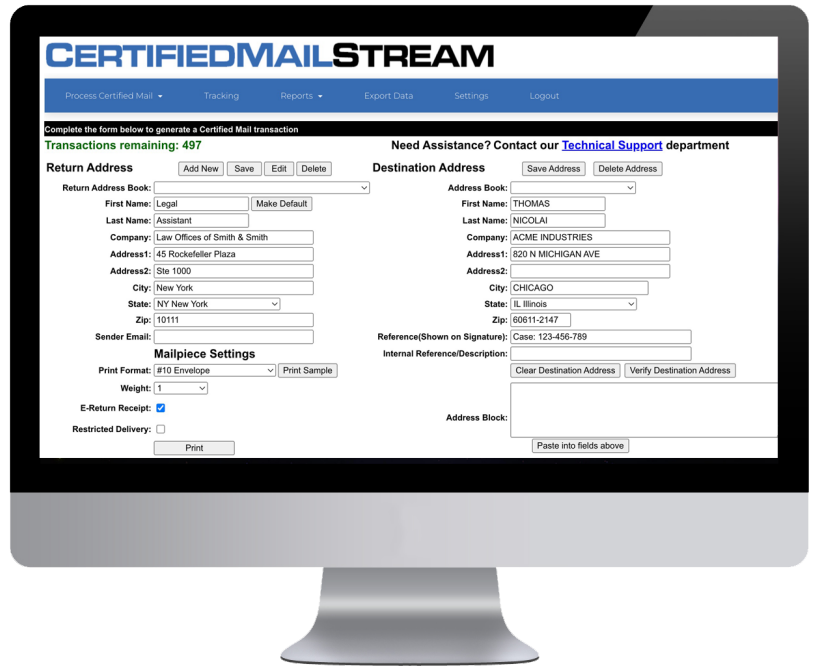 CERTIFIEDMAILSTREAM
Process Certified Mail Tracking Reports Export Data Settings Logout
Complete the form below to generate a Certified Mail transaction
Transactions remaining: 497 Need Assistance? Contact our Technical Support department
Return Address Add New Save Edit Delete Destination Address Save Address Delete Address
Return Address Book: Address Book:
First Name: Legal Make Default First Name: THOMAS
Last Name: Assistant Last Name: NICOLAI
Company: Law Offices of Smith & Smith Company: ACME INDUSTRIES
Address1: 45 Rockefeller Plaza Address1: 820 N MICHIGAN AVE
Address2: Ste 1000 Address2:
City: New York City: CHICAGO
State: NY New York State: IL Illinois
Zip: 10111 Zip: 60611-2147
Sender Email: Reference(Shown on Signature): Case: 123-456-789
Mailpiece Settings Internal Reference/Description:
Print Format: #10 Envelope Print Sample Clear Destination Address Verify Destination Address
Weight: 1
E-Return Receipt:
Address Block:
Restricted Delivery:
Print Paste into fields above